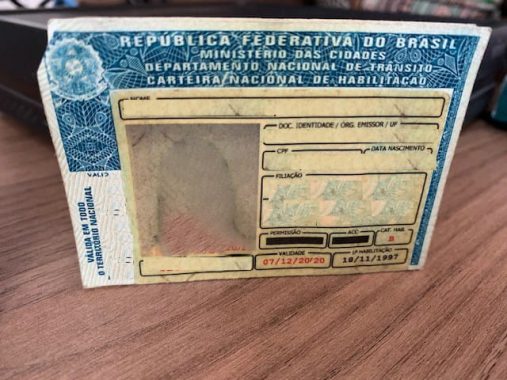 REPÚBLICA FEDERATIVA DO BRASIL
MINISTÉRIO DAS CIDADES
DEPARTAMENTO NACIONAL DE TRÂNSITO
CARTEIRA NACIONAL DE HABILITAÇÃO
NOME
DOC. IDENTIDADE / ÓRG. EMISSOR / UF
CPF
DATA NASCIMENTO
FILIAÇÃO
PERMISSÃO
ACC
CAT. HAB.
B
VALIDADE
07/12/2020
1ª HABILITAÇÃO
18/11/1997
VÁLIDA EM TODO
O TERRITÓRIO NACIONAL